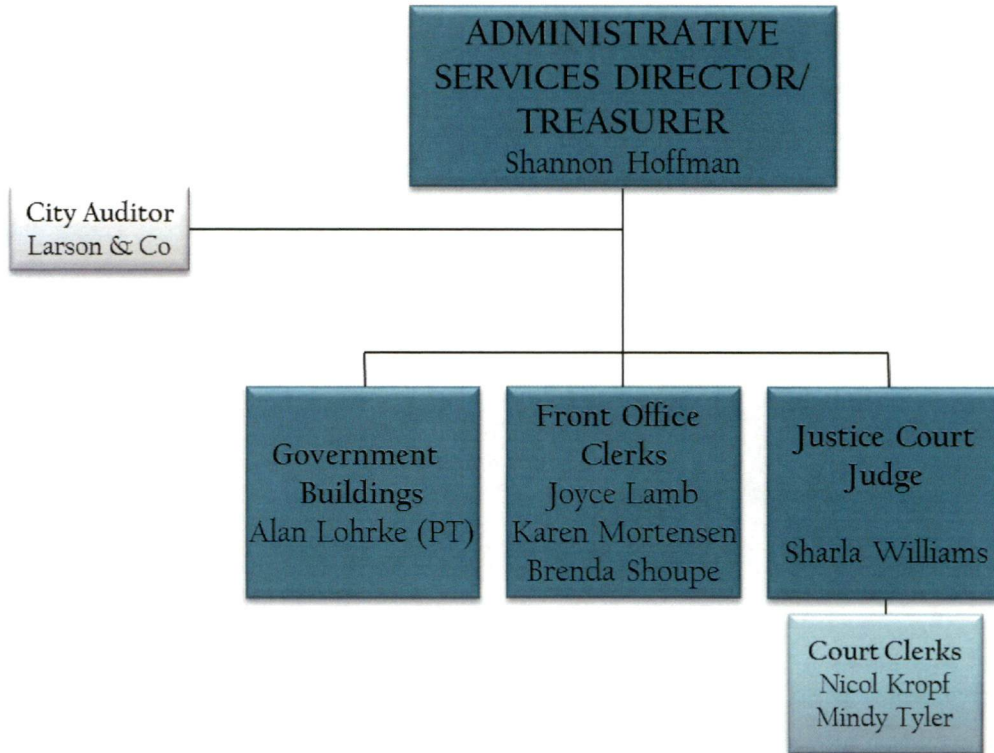 ADMINISTRATIVE
SERVICES DIRECTOR/
TREASURER
Shannon Hoffman
City Auditor
Larson & Co
Government
Buildings
Alan Lohrke (PT)
Front Office
Clerks
Joyce Lamb
Karen Mortensen
Brenda Shoupe
Justice Court
Judge
Sharla Williams
Court Clerks
Nicol Kropf
Mindy Tyler